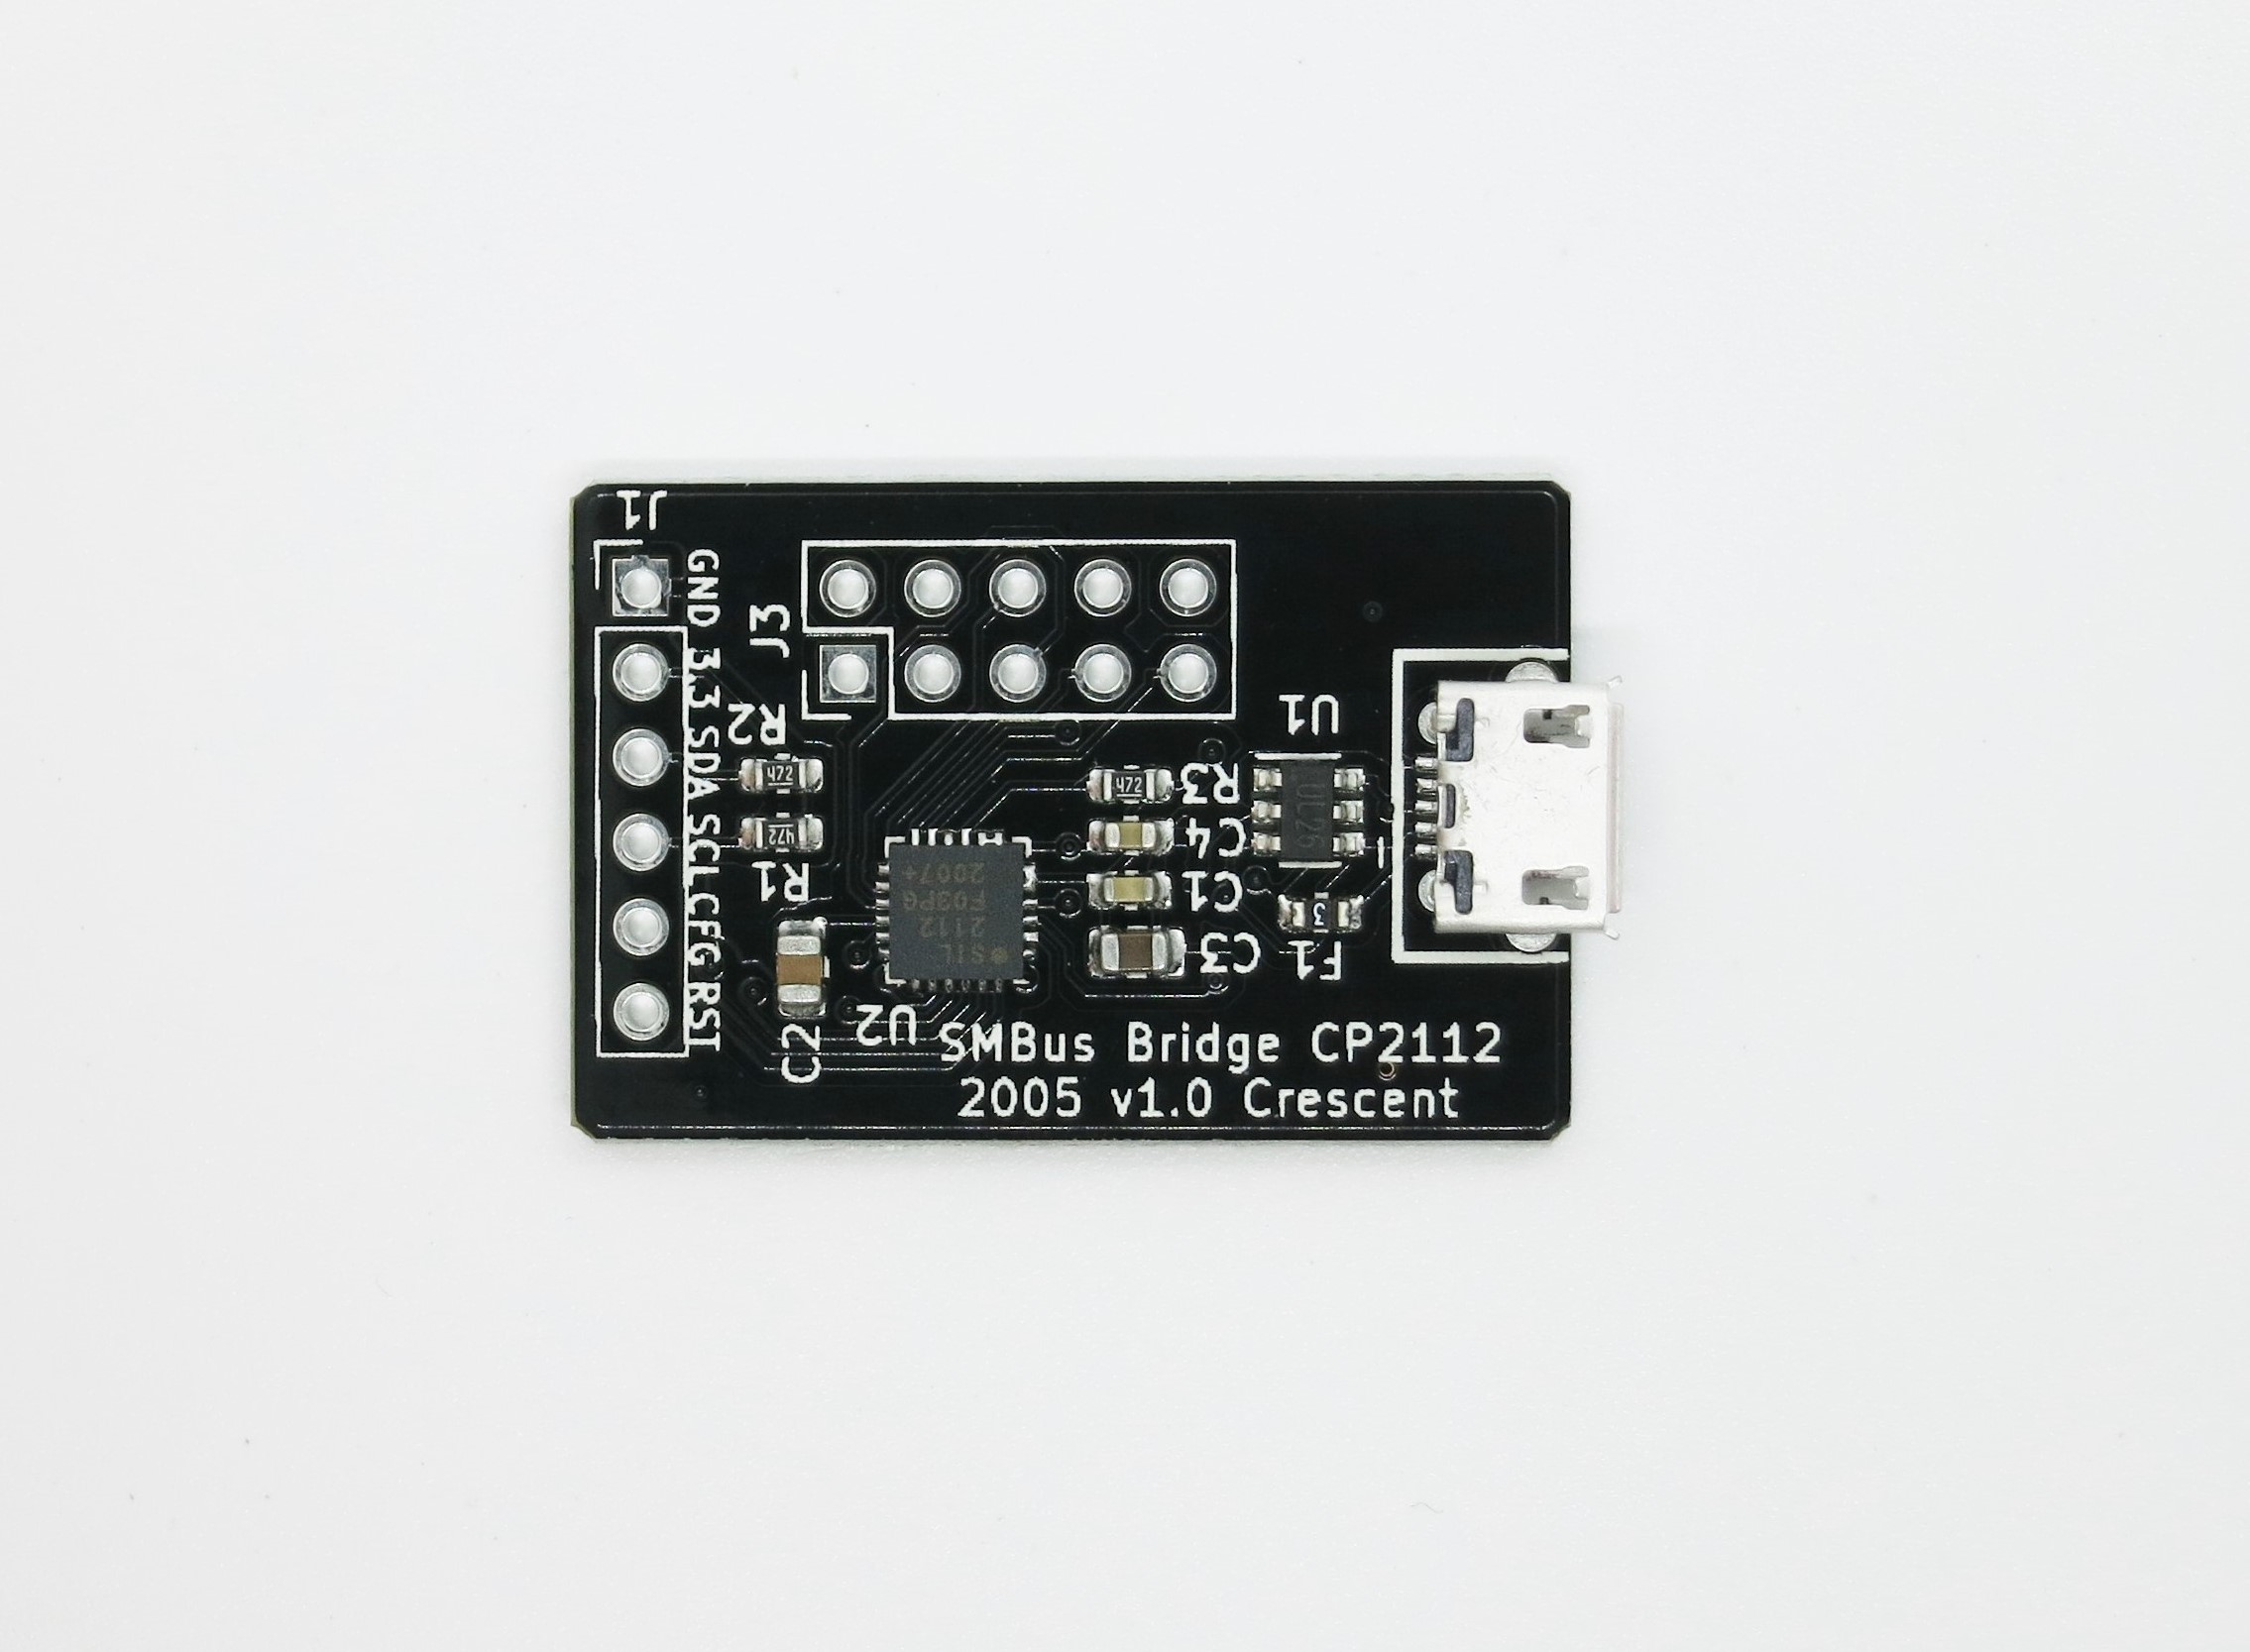 J1
GND 3.3 SDA SCL CFG RST
J3
R2
472
472
R1
U1
472
R3
C4
C1
C3
UL26
3
F1
SIL
2112
F03PG
2007+
C2
U2
SMBus Bridge CP2112
2005 v1.0 Crescent